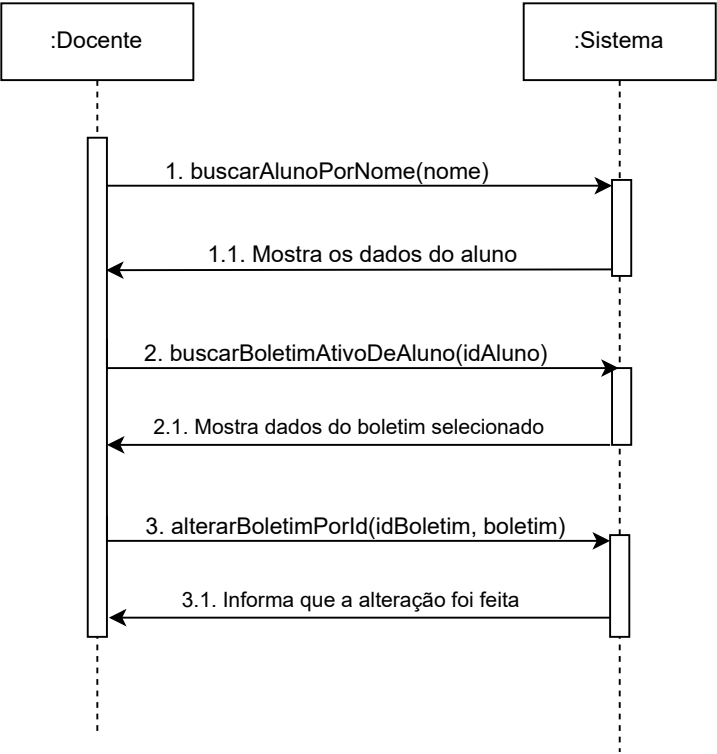 :Docente
:Sistema
1. buscarAlunoPorNome(nome)
1.1. Mostra os dados do aluno
2. buscarBoletimAtivoDeAluno(idAluno)
2.1. Mostra dados do boletim selecionado
3. alterarBoletimPorId(idBoletim, boletim)
3.1. Informa que a alteração foi feita